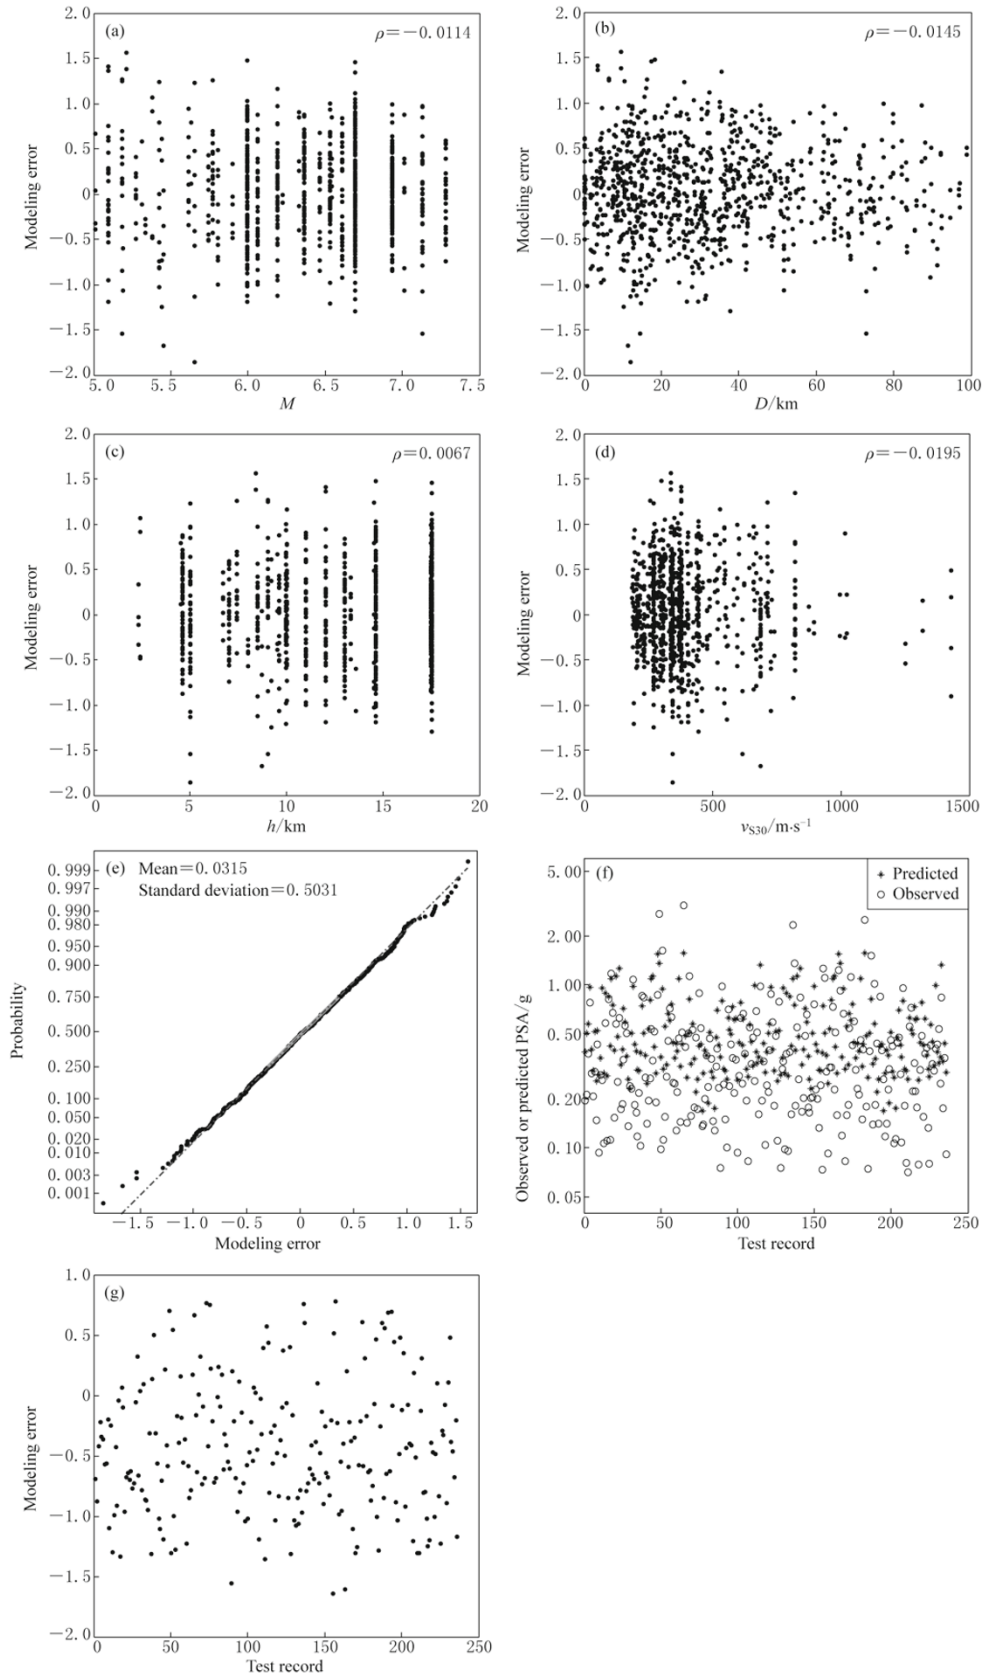 (a)
ρ=−0.0114
Modeling error
2.0
1.5
1.0
0.5
0
−0.5
−1.0
−1.5
−2.0
5.0 5.5 6.0 6.5 7.0 7.5
M
(b)
ρ=−0.0145
Modeling error
2.0
1.5
1.0
0.5
0
−0.5
−1.0
−1.5
−2.0
0 20 40 60 80 100
D/km
(c)
ρ=0.0067
Modeling error
2.0
1.5
1.0
0.5
0
−0.5
−1.0
−1.5
−2.0
0 5 10 15 20
h/km
(d)
ρ=−0.0195
Modeling error
2.0
1.5
1.0
0.5
0
−0.5
−1.0
−1.5
−2.0
0 500 1000 1500
vS30/m·s−1
(e)
Mean=0.0315
Standard deviation=0.5031
Probability
0.999
0.997
0.990
0.980
0.950
0.900
0.750
0.500
0.250
0.100
0.050
0.020
0.010
0.003
0.001
−1.5 −1.0 −0.5 0 0.5 1.0 1.5
Modeling error
(f)
Predicted
Observed
Observed or predicted PSA/g
5.00
2.00
1.00
0.50
0.20
0.10
0.05
0 50 100 150 200 250
Test record
(g)
Modeling error
1.0
0.5
0
−0.5
−1.0
−1.5
−2.0
0 50 100 150 200 250
Test record